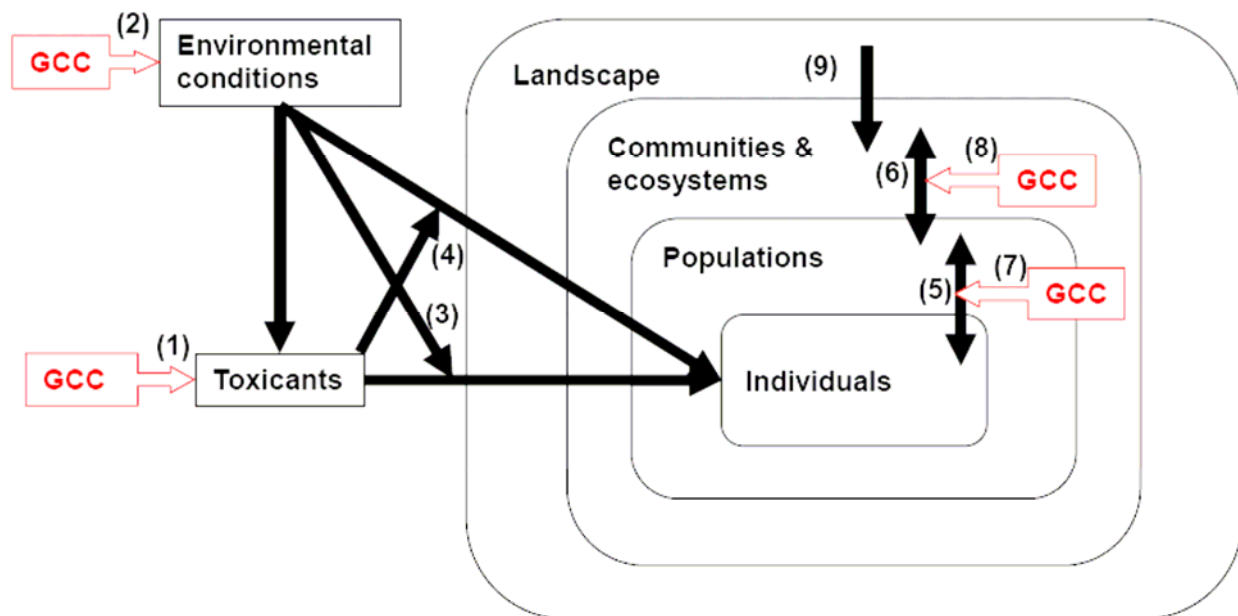 (2)
GCC
Environmental
conditions
Landscape
(9)
Communities &
ecosystems
(6)
(8)
GCC
(4)
Populations
(5)
(7)
GCC
(3)
(1)
GCC
Toxicants
Individuals